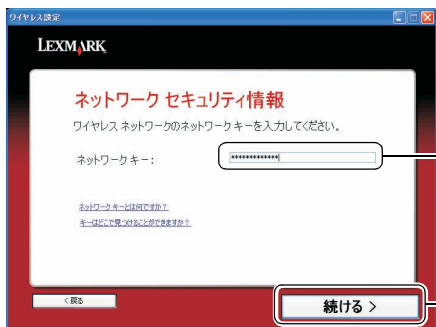 ワイヤレス設定
LEXMARK
ネットワーク セキュリティ情報
ワイヤレス ネットワークのネットワークキーを入力してください。
ネットワークキー： *************
ネットワーク キーとは何ですか？
キーはどこで見つけることができますか？
＜戻る 続ける ＞